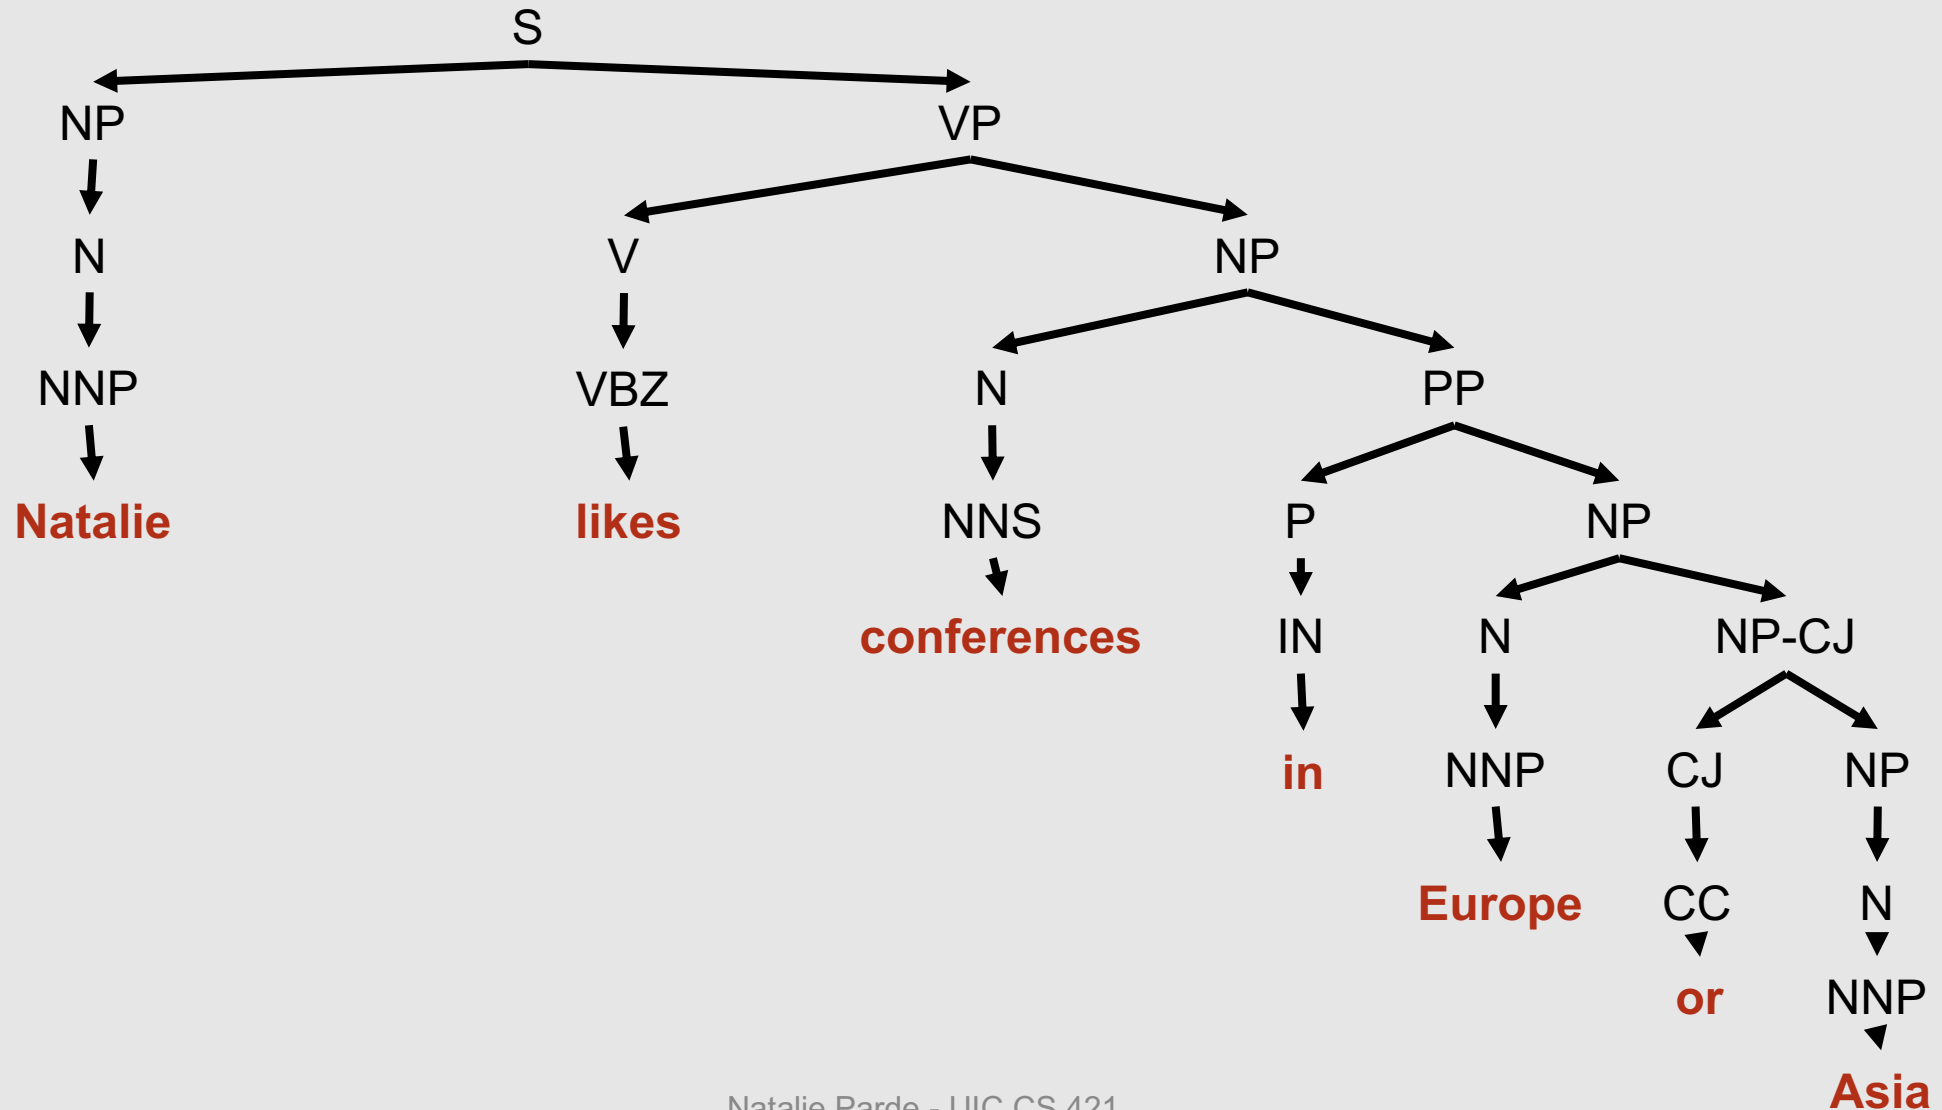 S
NP VP
N V NP
NNP VBZ N PP
Natalie likes NNS P NP
conferences IN N NP-CJ
in NNP CJ NP
Europe CC N
or NNP
Asia
Natalie Parde - UIC CS 421